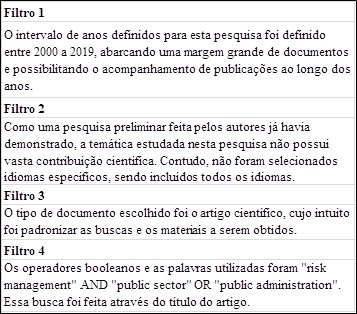 Filtro 1
O intervalo de anos definidos para esta pesquisa foi definido
entre 2000 a 2019, abarcando uma margem grande de documentos
e possibilitando o acompanhamento de publicações ao longo dos
anos.
Filtro 2
Como uma pesquisa preliminar feita pelos autores já havia
demonstrado, a temática estudada nesta pesquisa não possui
vasta contribuição científica. Contudo, não foram selecionados
idiomas específicos, sendo incluídos todos os idiomas.
Filtro 3
O tipo de documento escolhido foi o artigo científico, cujo intuito
foi padronizar as buscas e os materiais a serem obtidos.
Filtro 4
Os operadores booleanos e as palavras utilizadas foram "risk
management" AND "public sector" OR "public administration".
Essa busca foi feita através do título do artigo.